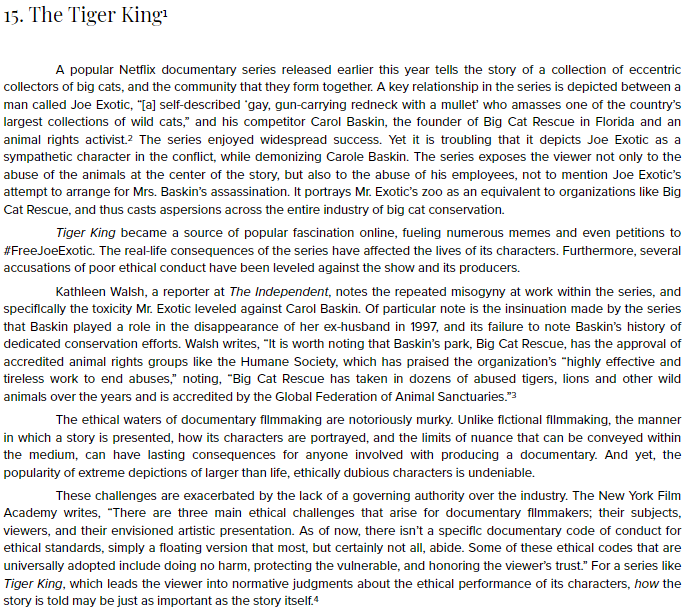 15. The Tiger King¹
A popular Netflix documentary series released earlier this year tells the story of a collection of eccentric
collectors of big cats, and the community that they form together. A key relationship in the series is depicted between a
man called Joe Exotic, “[a] self-described ‘gay, gun-carrying redneck with a mullet’ who amasses one of the country’s
largest collections of wild cats,” and his competitor Carol Baskin, the founder of Big Cat Rescue in Florida and an
animal rights activist.² The series enjoyed widespread success. Yet it is troubling that it depicts Joe Exotic as a
sympathetic character in the conflict, while demonizing Carole Baskin. The series exposes the viewer not only to the
abuse of the animals at the center of the story, but also to the abuse of his employees, not to mention Joe Exotic’s
attempt to arrange for Mrs. Baskin’s assassination. It portrays Mr. Exotic’s zoo as an equivalent to organizations like Big
Cat Rescue, and thus casts aspersions across the entire industry of big cat conservation.
Tiger King became a source of popular fascination online, fueling numerous memes and even petitions to
#FreeJoeExotic. The real-life consequences of the series have affected the lives of its characters. Furthermore, several
accusations of poor ethical conduct have been leveled against the show and its producers.
Kathleen Walsh, a reporter at The Independent, notes the repeated misogyny at work within the series, and
specifically the toxicity Mr. Exotic leveled against Carol Baskin. Of particular note is the insinuation made by the series
that Baskin played a role in the disappearance of her ex-husband in 1997, and its failure to note Baskin’s history of
dedicated conservation efforts. Walsh writes, “It is worth noting that Baskin’s park, Big Cat Rescue, has the approval of
accredited animal rights groups like the Humane Society, which has praised the organization’s “highly effective and
tireless work to end abuses,” noting, “Big Cat Rescue has taken in dozens of abused tigers, lions and other wild
animals over the years and is accredited by the Global Federation of Animal Sanctuaries.”³
The ethical waters of documentary filmmaking are notoriously murky. Unlike fictional filmmaking, the manner
in which a story is presented, how its characters are portrayed, and the limits of nuance that can be conveyed within
the medium, can have lasting consequences for anyone involved with producing a documentary. And yet, the
popularity of extreme depictions of larger than life, ethically dubious characters is undeniable.
These challenges are exacerbated by the lack of a governing authority over the industry. The New York Film
Academy writes, “There are three main ethical challenges that arise for documentary filmmakers; their subjects,
viewers, and their envisioned artistic presentation. As of now, there isn’t a specific documentary code of conduct for
ethical standards, simply a floating version that most, but certainly not all, abide. Some of these ethical codes that are
universally adopted include doing no harm, protecting the vulnerable, and honoring the viewer’s trust.” For a series like
Tiger King, which leads the viewer into normative judgments about the ethical performance of its characters, how the
story is told may be just as important as the story itself.⁴